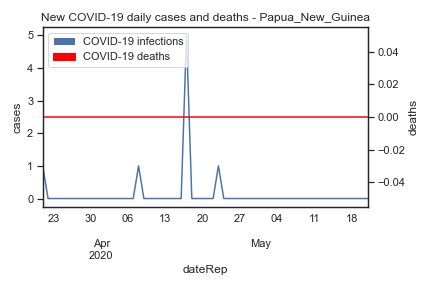 New COVID-19 daily cases and deaths - Papua_New_Guinea
COVID-19 infections
COVID-19 deaths
5
4
3
2
1
0
cases
0.04
0.02
0.00
−0.02
−0.04
deaths
23 30 06 13 20 27 04 11 18
Apr May
2020
dateRep